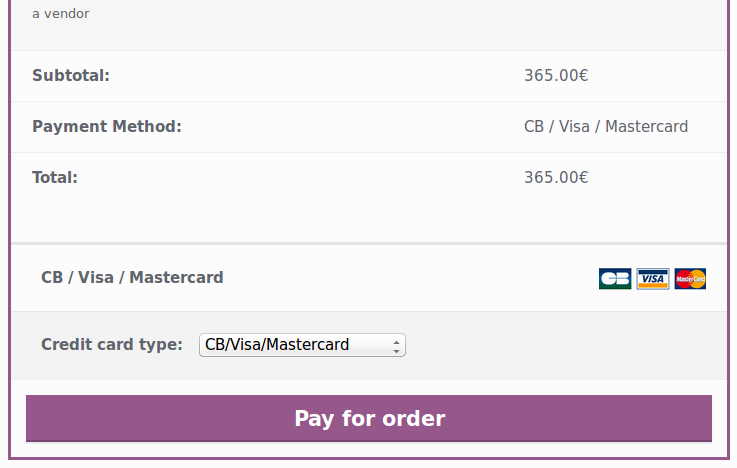 a vendor
Subtotal: 365.00€
Payment Method: CB / Visa / Mastercard
Total: 365.00€
CB / Visa / Mastercard CB VISA MasterCard
Credit card type: CB/Visa/Mastercard
Pay for order